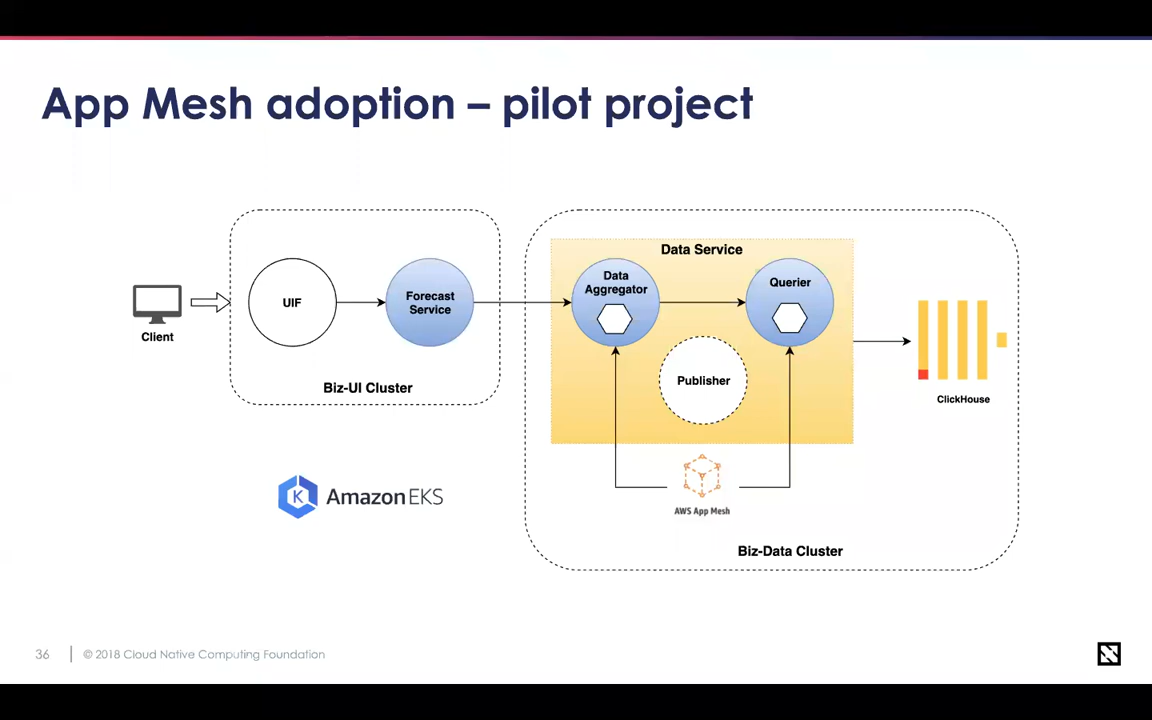 App Mesh adoption – pilot project
Client
UIF
Forecast
Service
Biz-UI Cluster
Data Service
Data
Aggregator
Querier
Publisher
ClickHouse
K
Amazon EKS
AWS App Mesh
Biz-Data Cluster
36
© 2018 Cloud Native Computing Foundation